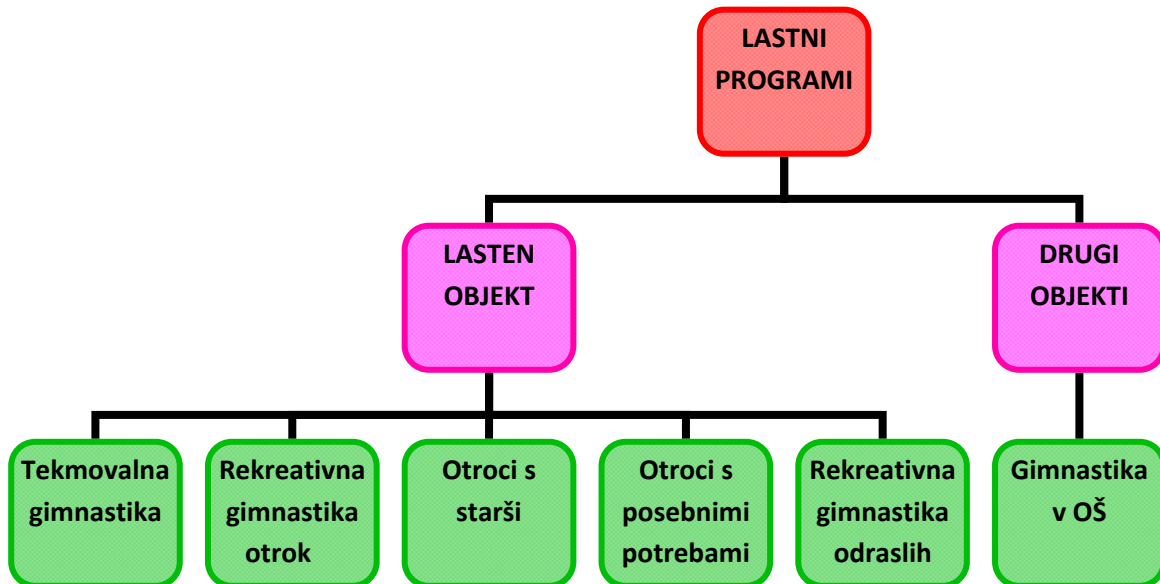 LASTNI
PROGRAMI
LASTEN
OBJEKT
DRUGI
OBJEKTI
Tekmovalna
gimnastika
Rekreativna
gimnastika
otrok
Otroci s
starši
Otroci s
posebnimi
potrebami
Rekreativna
gimnastika
odraslih
Gimnastika
v OŠ